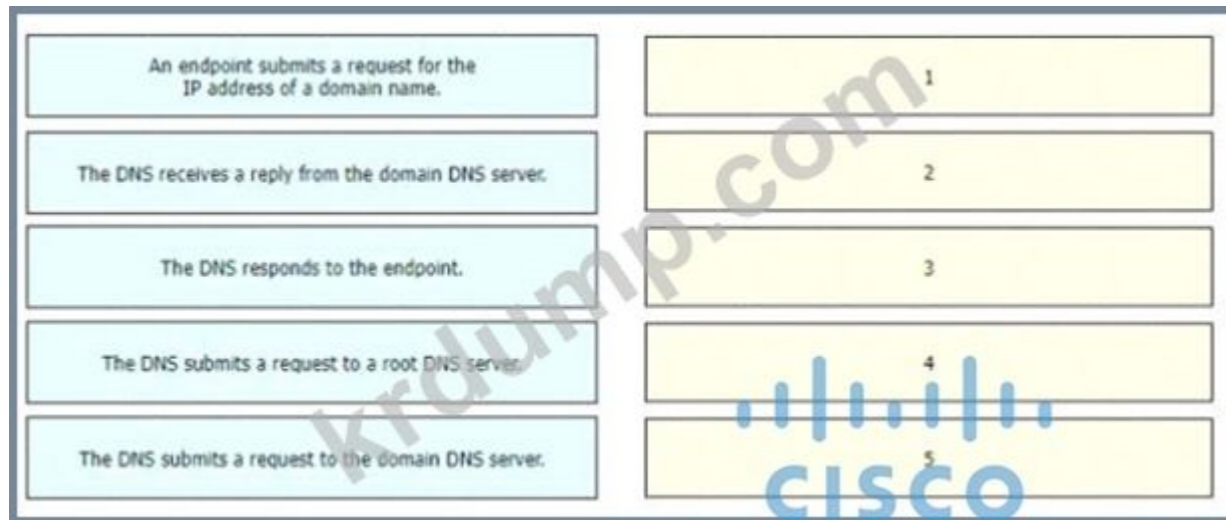 An endpoint submits a request for the
IP address of a domain name.
1
The DNS receives a reply from the domain DNS server.
2
The DNS responds to the endpoint.
3
The DNS submits a request to a root DNS server.
4
The DNS submits a request to the domain DNS server.
5
krdump.com
CISCO